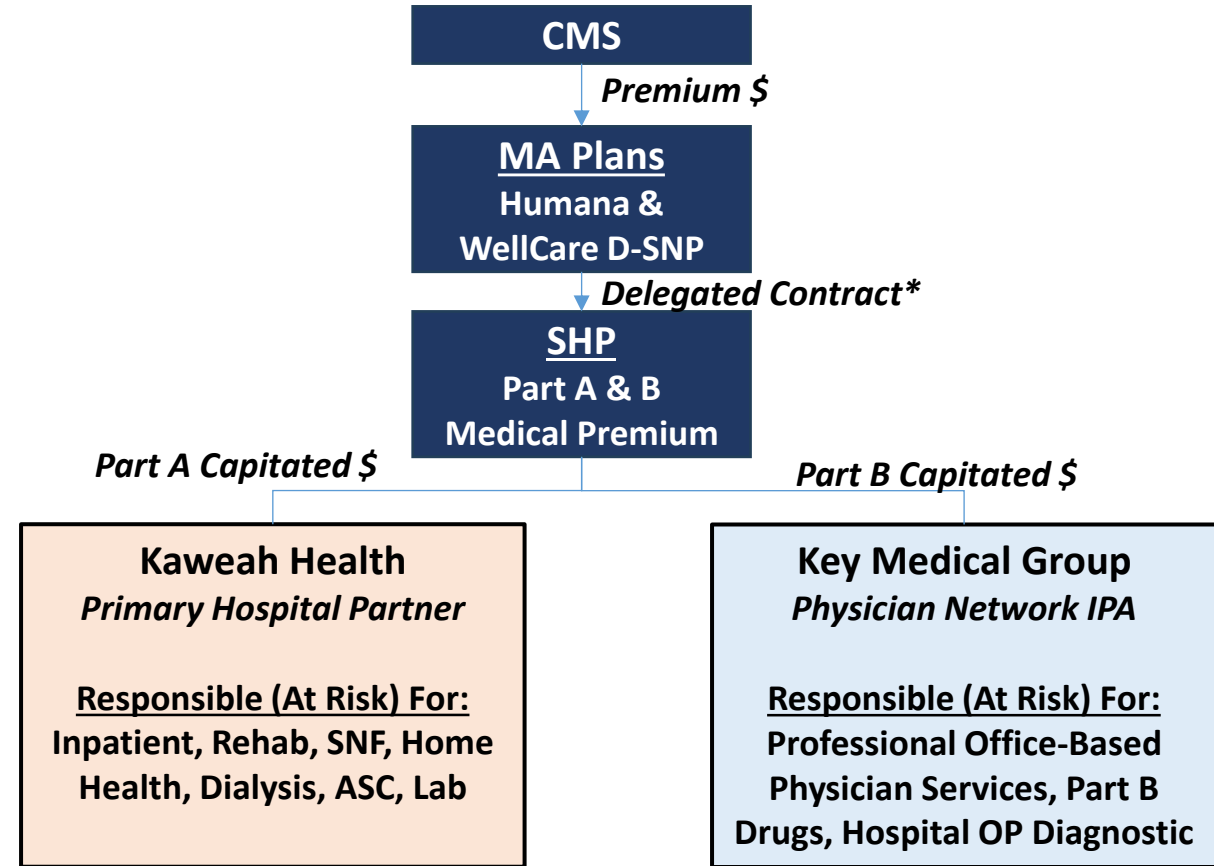 CMS
Premium $
MA Plans
Humana &
WellCare D-SNP
Delegated Contract*
SHP
Part A & B
Medical Premium
Part A Capitated $
Part B Capitated $
Kaweah Health
Primary Hospital Partner
Responsible (At Risk) For:
Inpatient, Rehab, SNF, Home
Health, Dialysis, ASC, Lab
Key Medical Group
Physician Network IPA
Responsible (At Risk) For:
Professional Office-Based
Physician Services, Part B
Drugs, Hospital OP Diagnostic